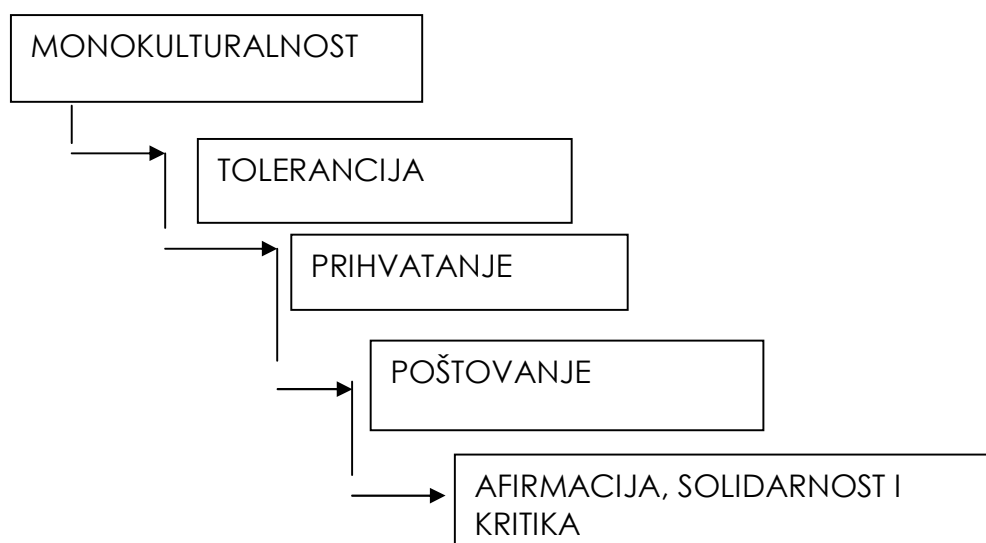 MONOKULTURALNOST
TOLERANCIJA
PRIHVATANJE
POŠTOVANJE
AFIRMACIJA, SOLIDARNOST I
KRITIKA